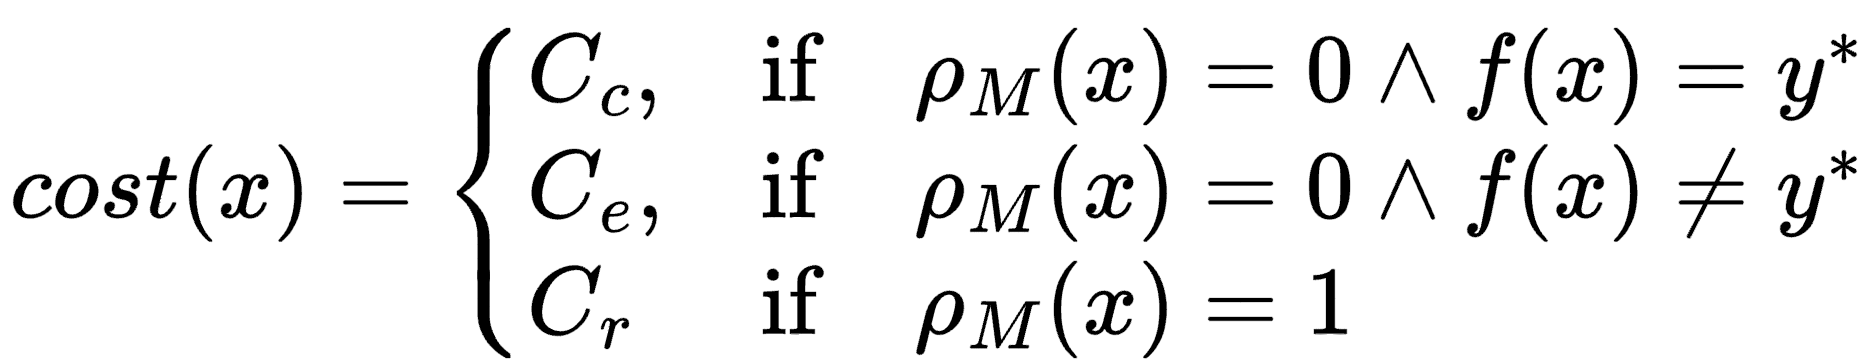 C_c, if ρ_M(x) = 0 ∧ f(x) = y*
cost(x) = { C_e, if ρ_M(x) = 0 ∧ f(x) ≠ y*
C_r if ρ_M(x) = 1